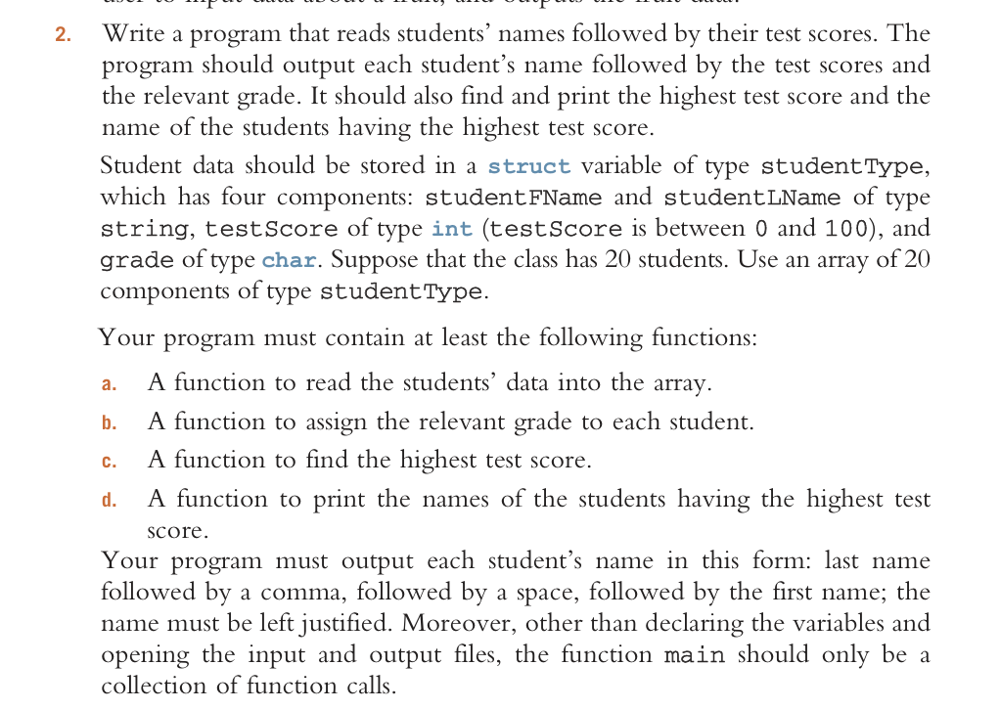 2. Write a program that reads students’ names followed by their test scores. The
program should output each student’s name followed by the test scores and
the relevant grade. It should also find and print the highest test score and the
name of the students having the highest test score.
Student data should be stored in a struct variable of type studentType,
which has four components: studentFName and studentLName of type
string, testScore of type int (testScore is between 0 and 100), and
grade of type char. Suppose that the class has 20 students. Use an array of 20
components of type studentType.
Your program must contain at least the following functions:
a. A function to read the students’ data into the array.
b. A function to assign the relevant grade to each student.
c. A function to find the highest test score.
d. A function to print the names of the students having the highest test
score.
Your program must output each student’s name in this form: last name
followed by a comma, followed by a space, followed by the first name; the
name must be left justified. Moreover, other than declaring the variables and
opening the input and output files, the function main should only be a
collection of function calls.